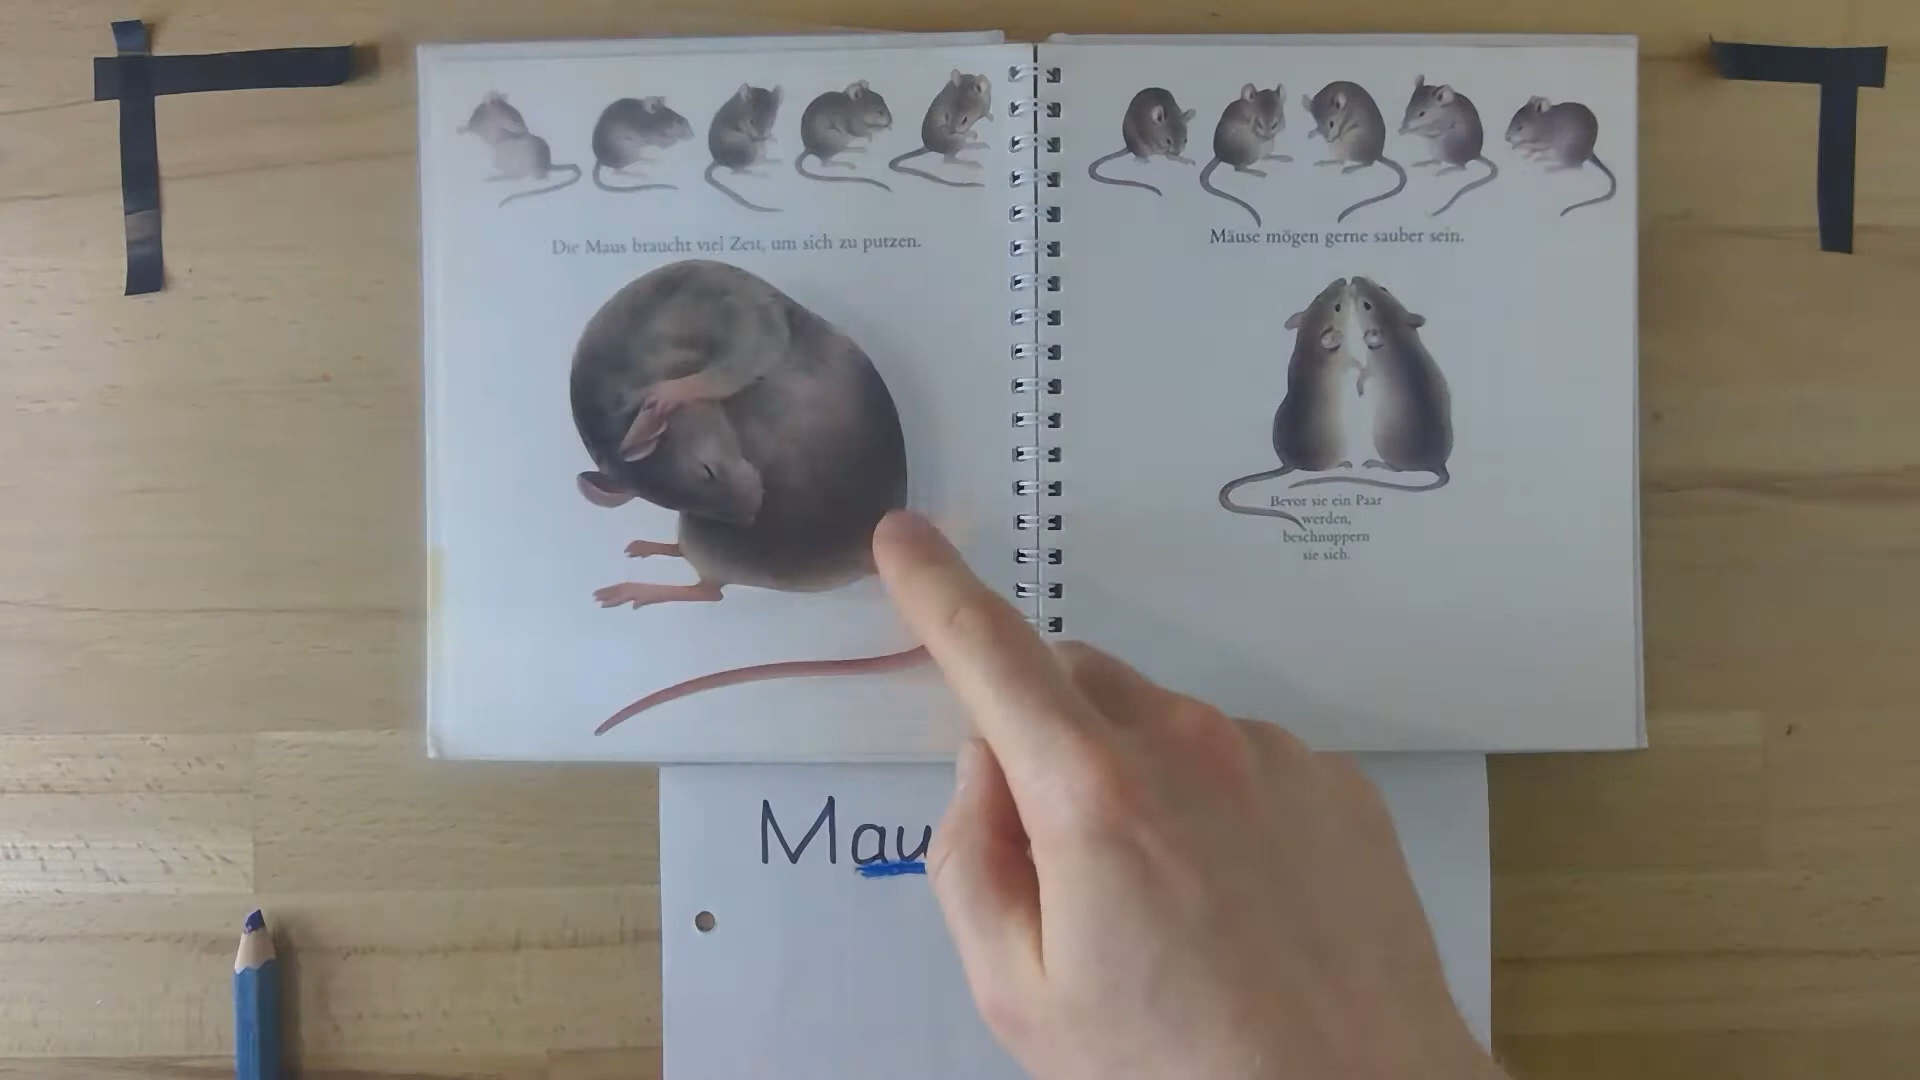 Die Maus braucht viel Zeit, um sich zu putzen.
Mäuse mögen gerne sauber sein.
Bevor sie ein Paar
werden,
beschnuppern
sie sich.
Mau